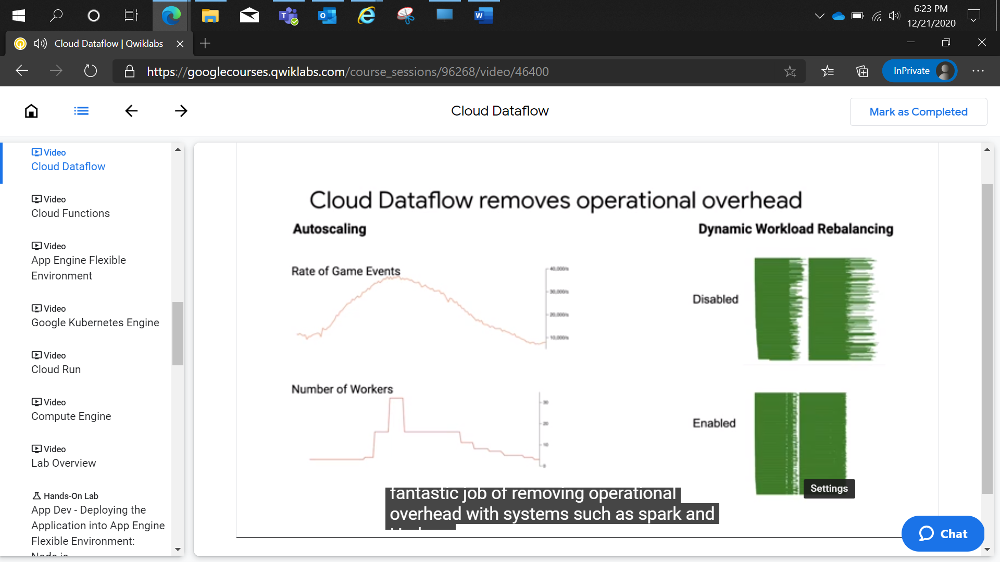 6:23 PM
12/21/2020
Cloud Dataflow | Qwiklabs
https://googlecourses.qwiklabs.com/course_sessions/96268/video/46400
InPrivate
Cloud Dataflow
Mark as Completed
Video
Cloud Dataflow
Video
Cloud Functions
Video
App Engine Flexible
Environment
Video
Google Kubernetes Engine
Video
Cloud Run
Video
Compute Engine
Video
Lab Overview
Hands-On Lab
App Dev - Deploying the
Application into App Engine
Flexible Environment:
Cloud Dataflow removes operational overhead
Autoscaling
Rate of Game Events
40,000/s
30,000/s
20,000/s
10,000/s
Number of Workers
30
20
10
0
Dynamic Workload Rebalancing
Disabled
Enabled
Settings
fantastic job of removing operational
overhead with systems such as spark and
Chat